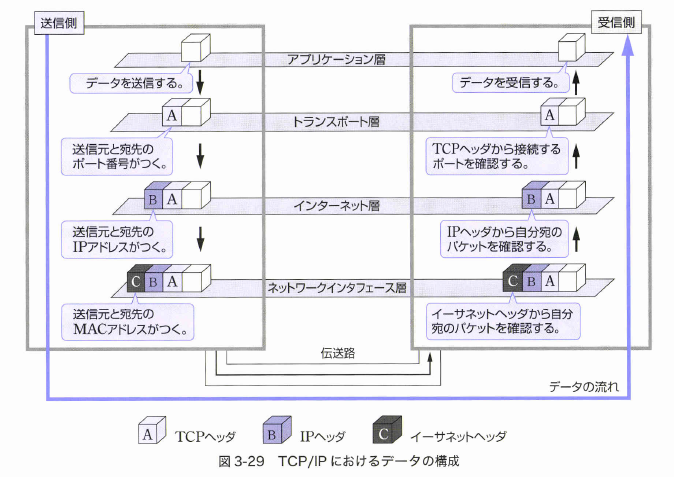 送信側
受信側
アプリケーション層
データを送信する。
データを受信する。
A
A
トランスポート層
送信元と宛先の
ポート番号がつく。
TCPヘッダから接続する
ポートを確認する。
B A
B A
インターネット層
送信元と宛先の
IPアドレスがつく。
IPヘッダから自分宛の
パケットを確認する。
C B A
C B A
ネットワークインタフェース層
送信元と宛先の
MACアドレスがつく。
イーサネットヘッダから自分
宛のパケットを確認する。
伝送路
データの流れ
A TCPヘッダ
B IPヘッダ
C イーサネットヘッダ
図 3-29 TCP/IP におけるデータの構成